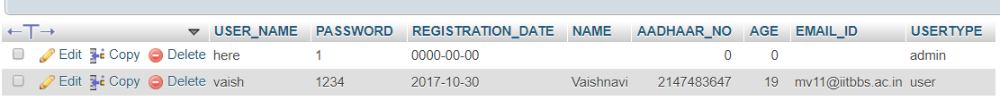 USER_NAME PASSWORD REGISTRATION_DATE NAME AADHAAR_NO AGE EMAIL_ID USERTYPE
Edit Copy Delete here 1 0000-00-00 0 0 admin
Edit Copy Delete vaish 1234 2017-10-30 Vaishnavi 2147483647 19 mv11@iitbbs.ac.in user